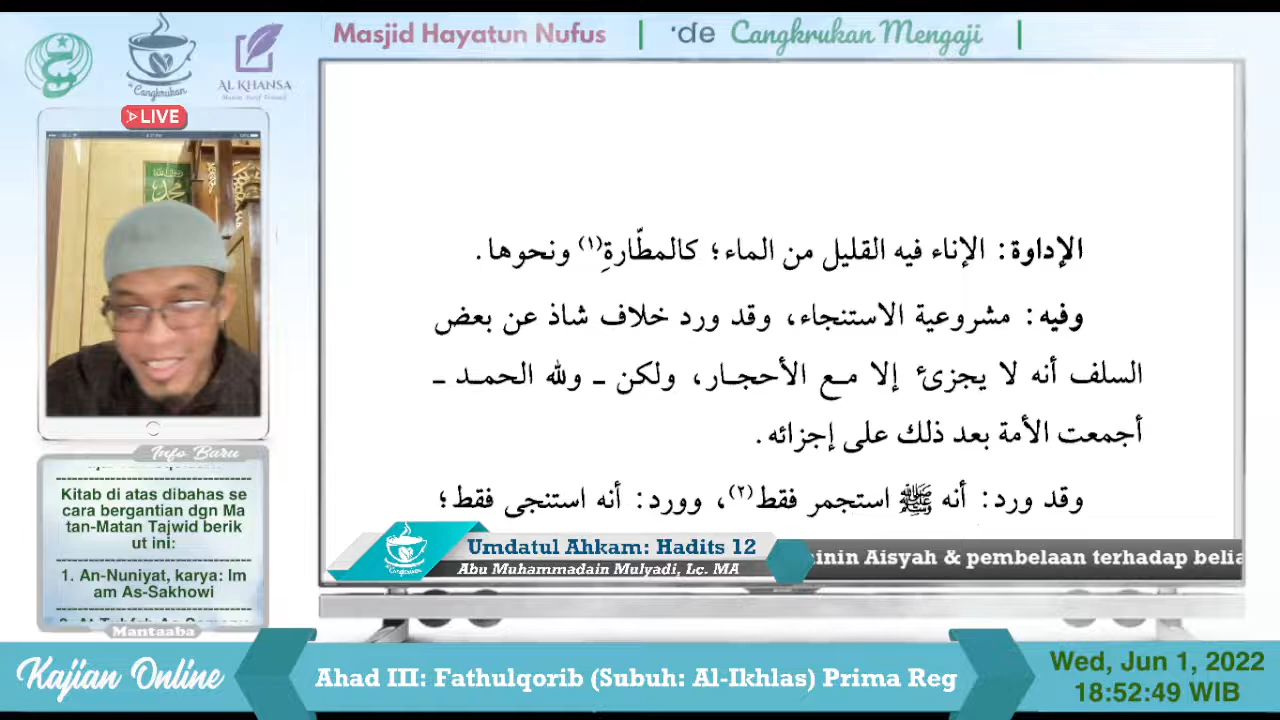 Masjid Hayatun Nufus | de Cangkrukan Mengaji |
Cangkrukan
AL KHANSA
LIVE
الإداوة: الإناء فيه القليل من الماء؛ كالمطّارةِ(١) ونحوها.
وفيه: مشروعية الاستنجاء، وقد ورد خلاف شاذ عن بعض
السلف أنه لا يجزئ إلا مع الأحجار، ولكن ـ ولله الحمد ـ
أجمعت الأمة بعد ذلك على إجزائه.
وقد ورد: أنه ﷺ استجمر فقط(٢)، وورد: أنه استنجى فقط؛
Info Baru
Kitab di atas dibahas se
cara bergantian dgn Ma
tan-Matan Tajwid berik
ut ini:
1. An-Nuniyat, karya: Im
am As-Sakhowi
Mantaaba
Umdatul Ahkam: Hadits 12
Abu Muhammadain Mulyadi, Lc. MA
inin Aisyah & pembelaan terhadap belia
Kajian Online
Ahad III: Fathulqorib (Subuh: Al-Ikhlas) Prima Reg
Wed, Jun 1, 2022
18:52:49 WIB